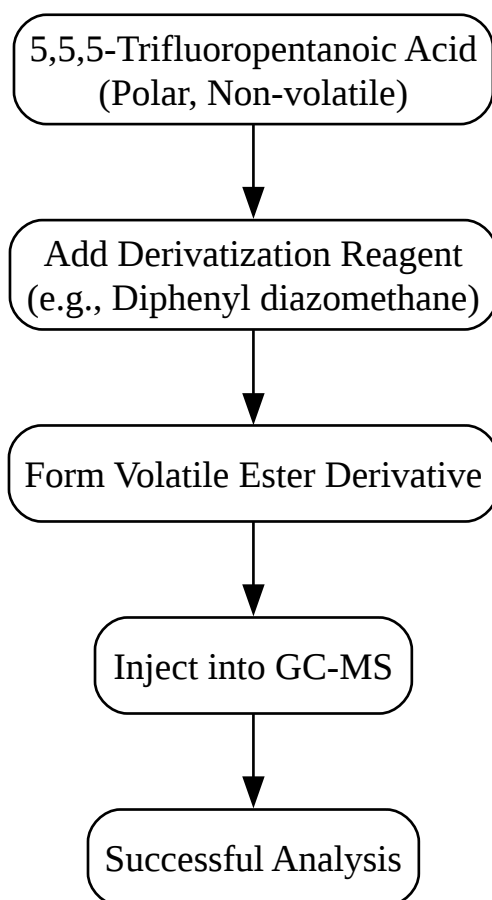 5,5,5-Trifluoropentanoic Acid
(Polar, Non-volatile)
Add Derivatization Reagent
(e.g., Diphenyl diazomethane)
Form Volatile Ester Derivative
Inject into GC-MS
Successful Analysis